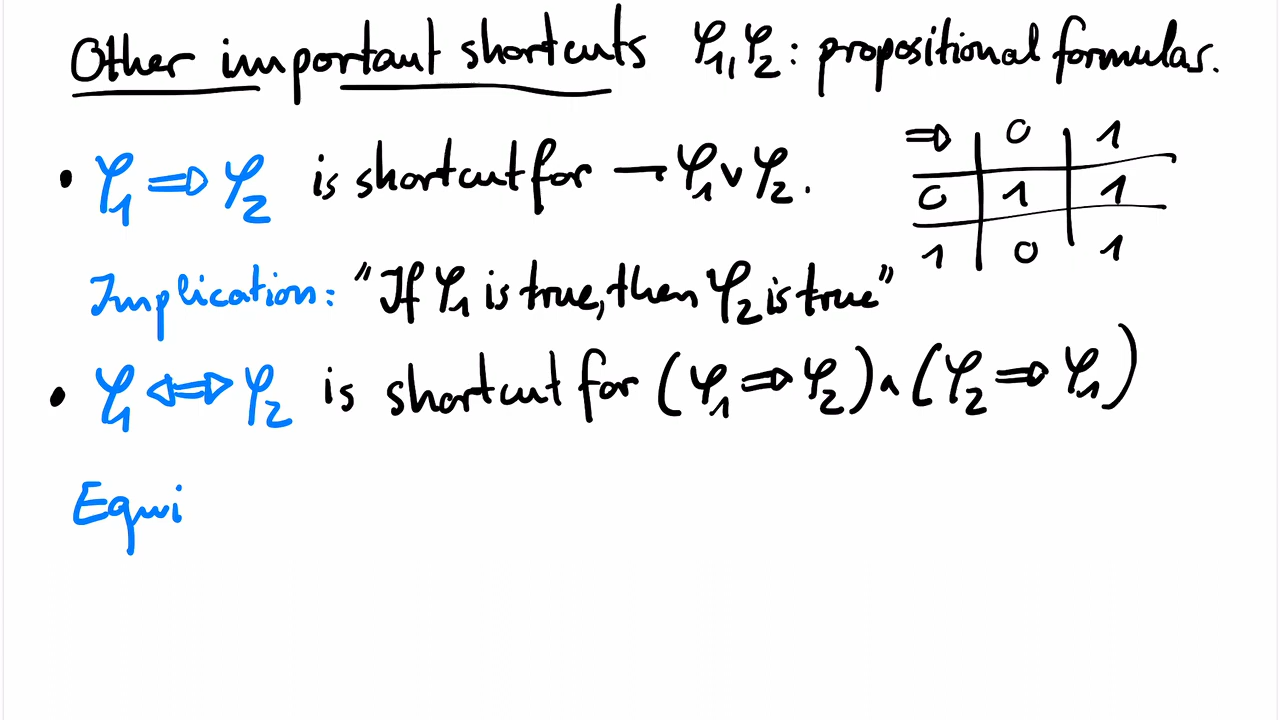 Other important shortcuts φ₁,φ₂: propositional formulas.
• φ₁ ⇒ φ₂ is shortcut for ¬φ₁∨φ₂.
⇒ 0 1
0 1 1
1 0 1
Implication: "If φ₁ is true, then φ₂ is true"
• φ₁ ⇔ φ₂ is shortcut for (φ₁ ⇒ φ₂)∧(φ₂ ⇒ φ₁)
Equi